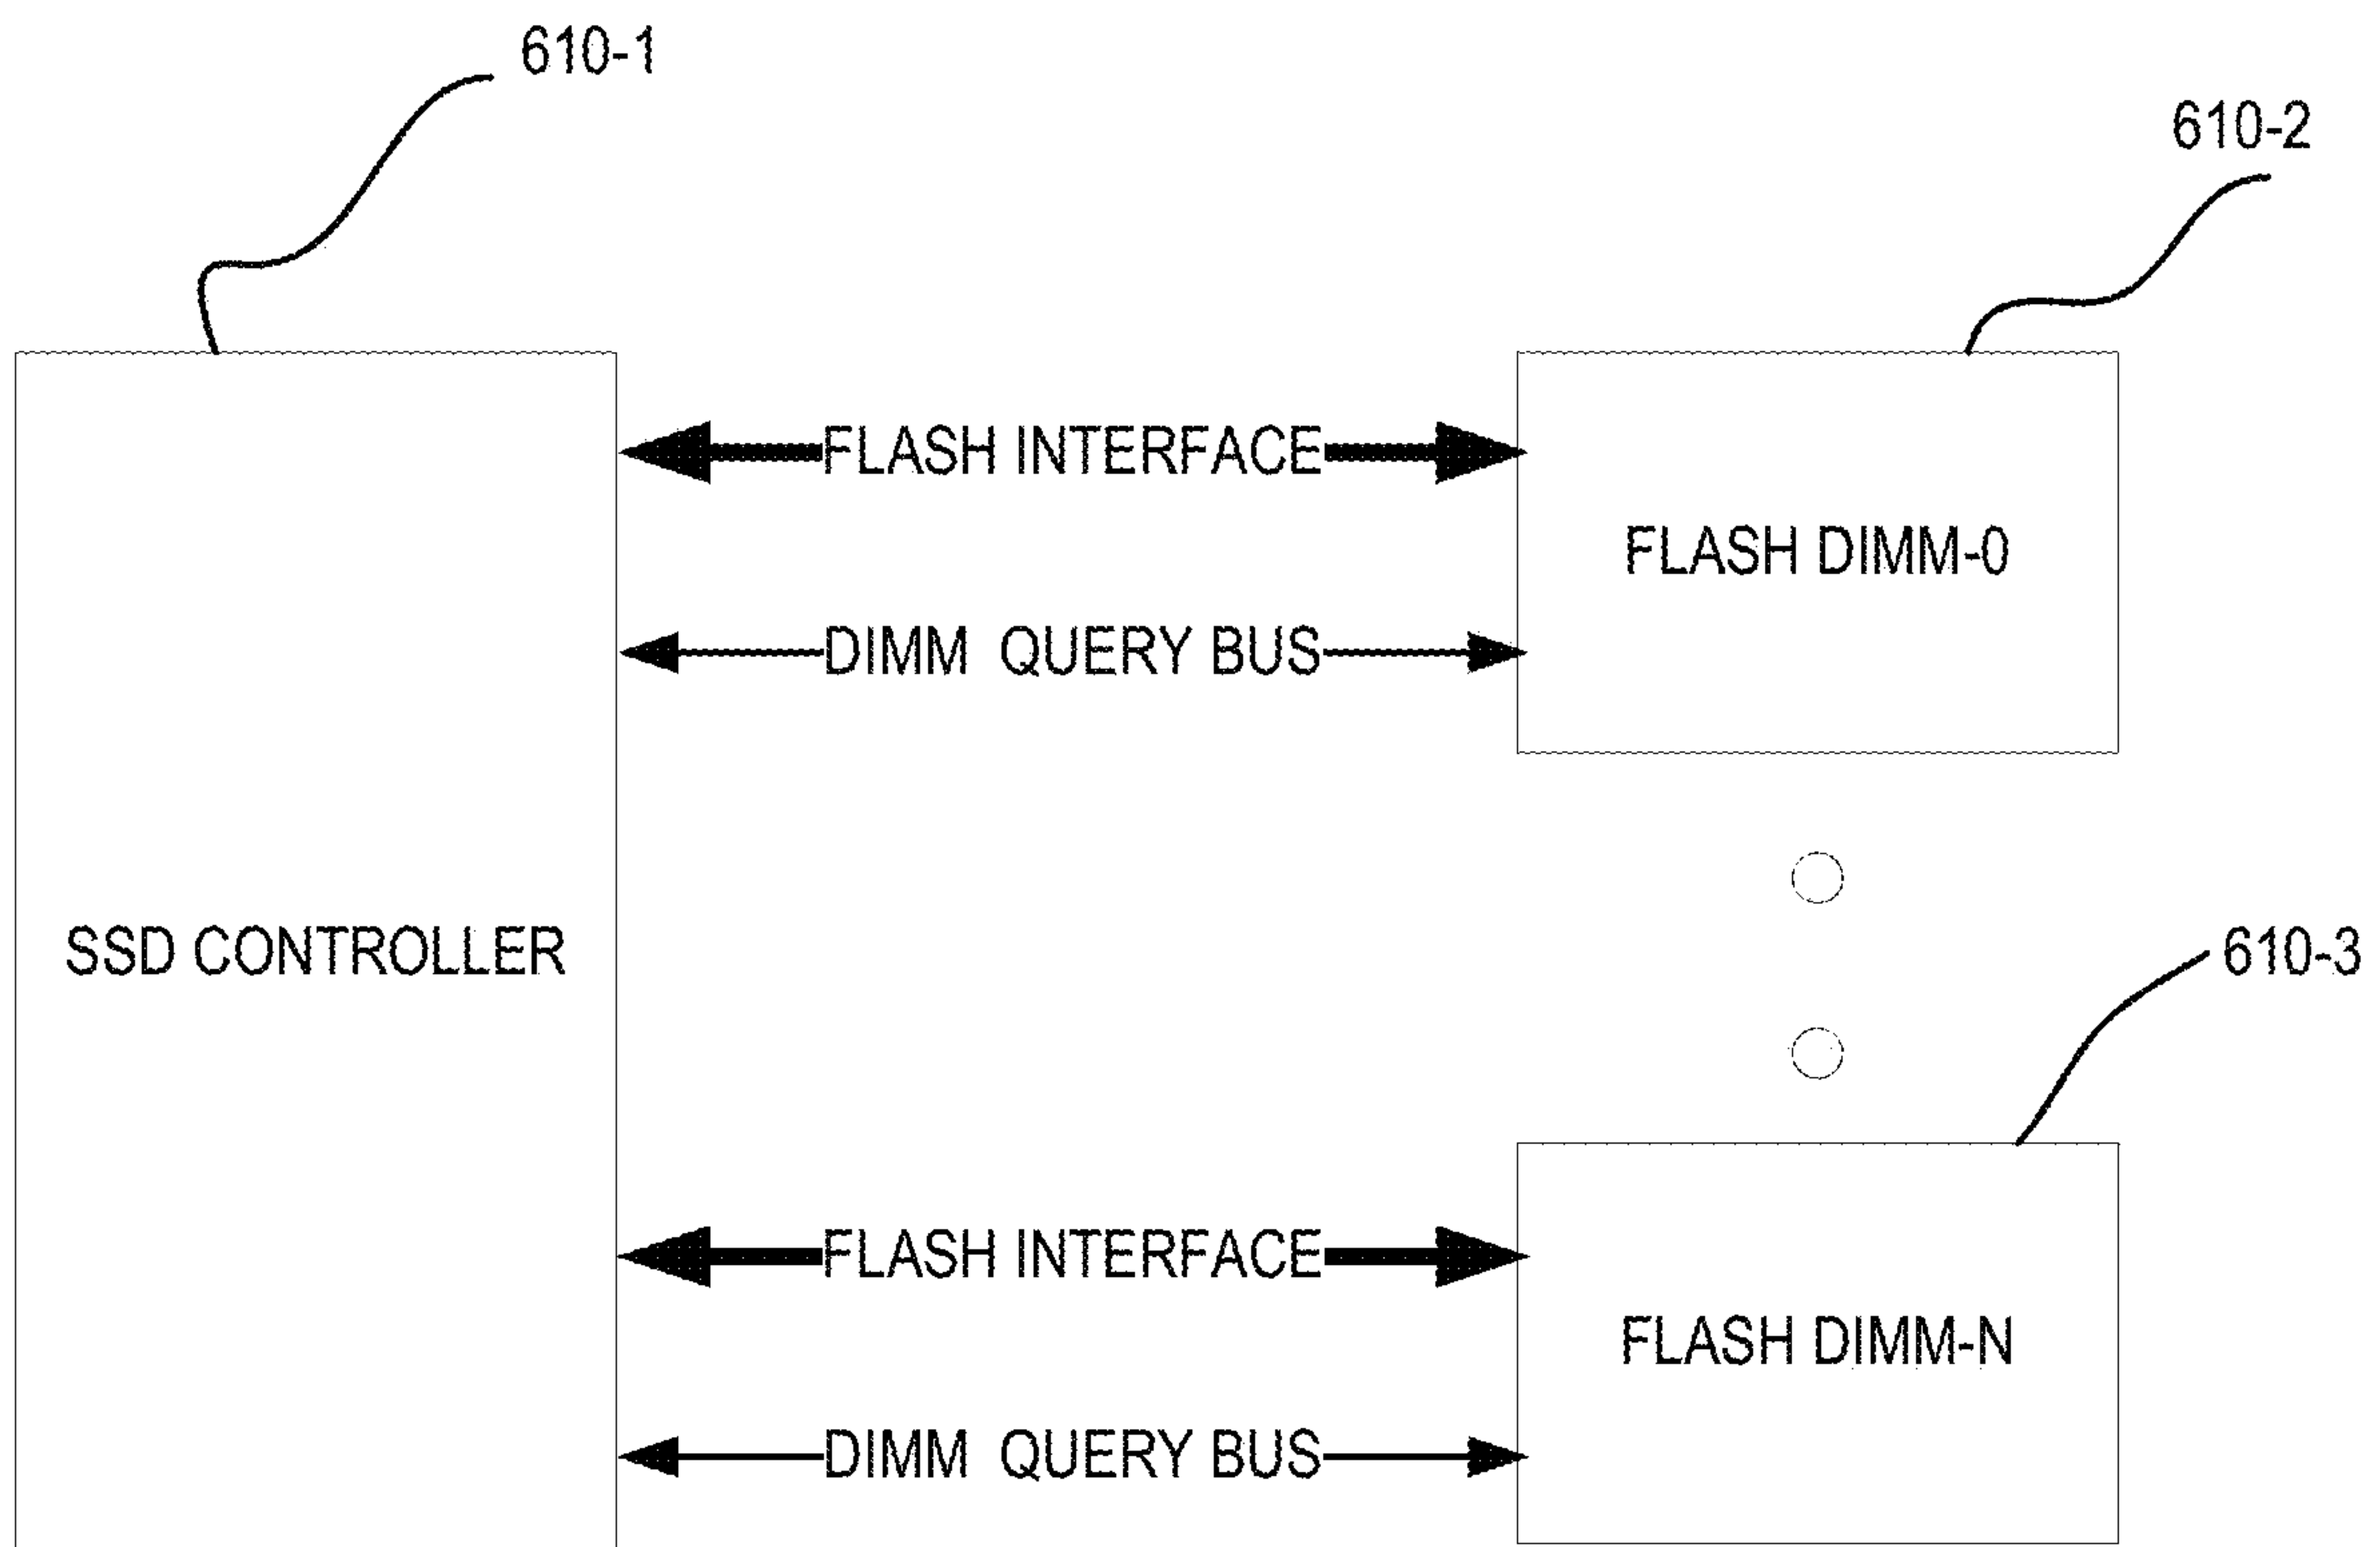 610-1
610-2
FLASH INTERFACE
FLASH DIMM-0
DIMM QUERY BUS
SSD CONTROLLER
610-3
FLASH INTERFACE
FLASH DIMM-N
DIMM QUERY BUS